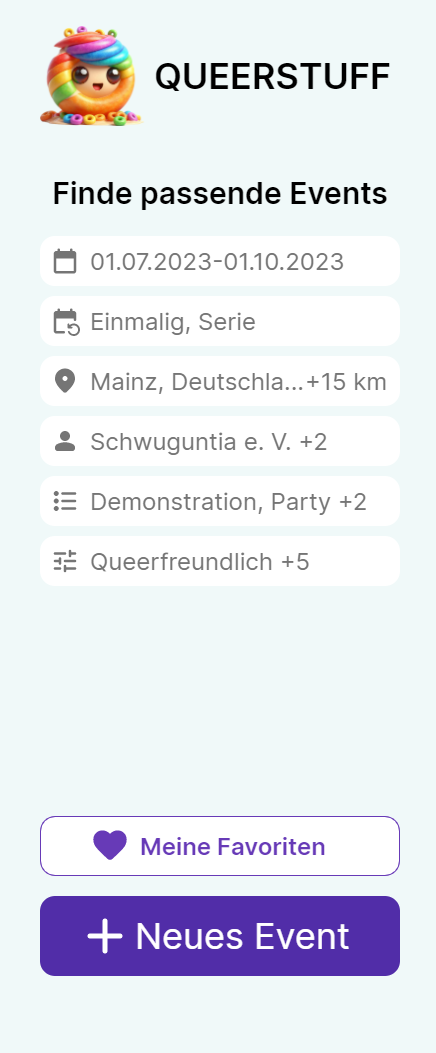 QUEERSTUFF
Finde passende Events
01.07.2023-01.10.2023
Einmalig, Serie
Mainz, Deutschla...+15 km
Schwuguntia e. V. +2
Demonstration, Party +2
Queerfreundlich +5
Meine Favoriten
Neues Event